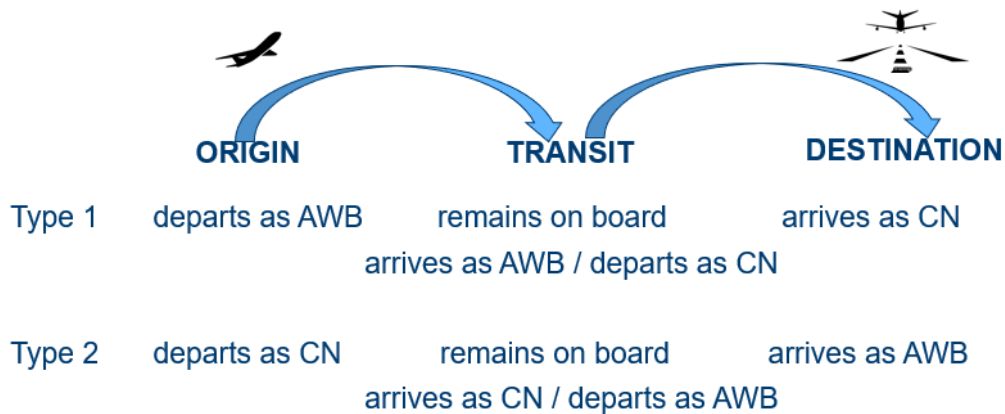 ORIGIN TRANSIT DESTINATION
Type 1 departs as AWB remains on board arrives as CN
arrives as AWB / departs as CN
Type 2 departs as CN remains on board arrives as AWB
arrives as CN / departs as AWB